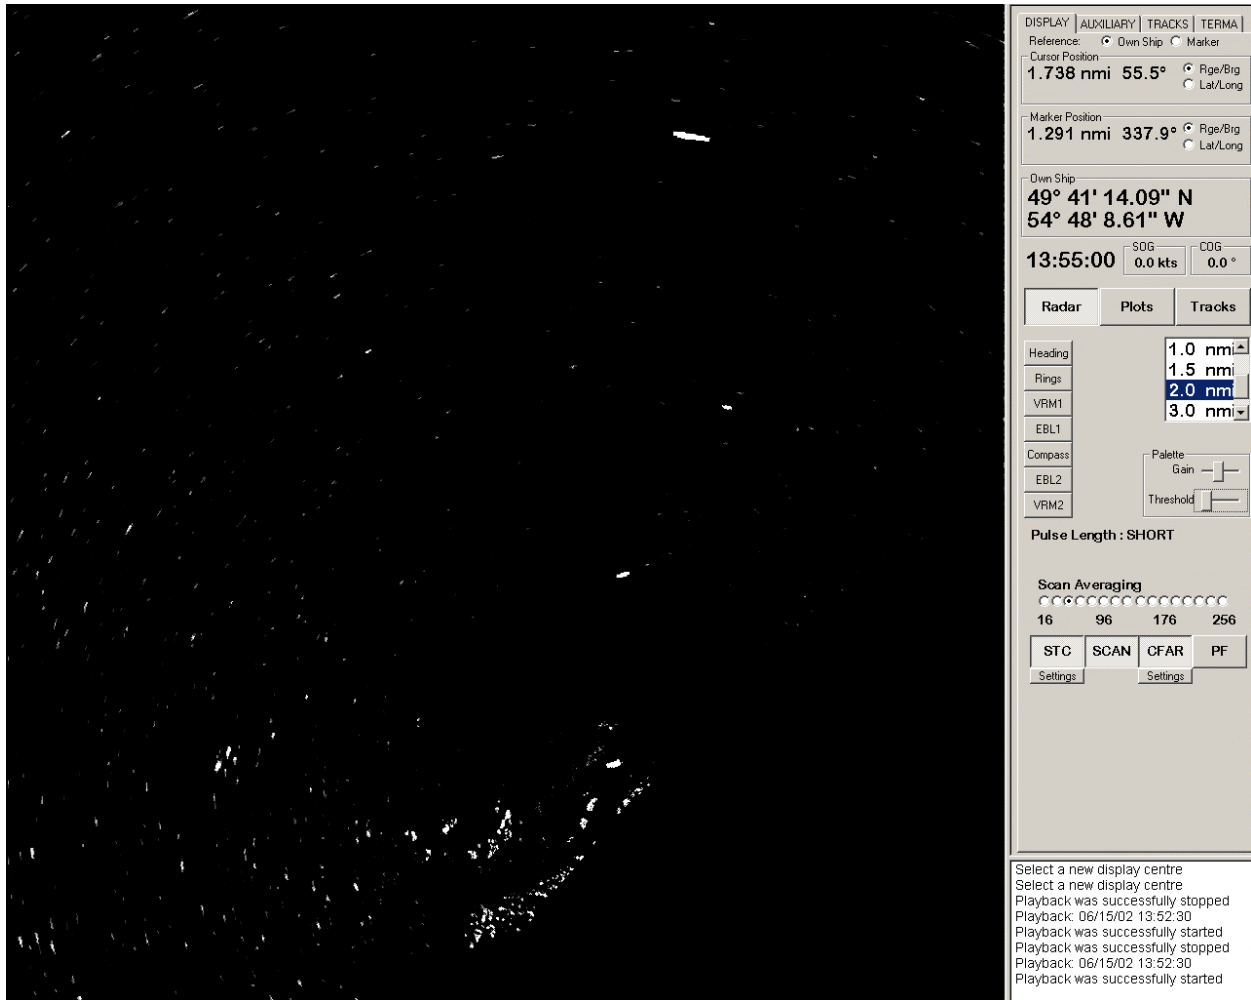 DISPLAY AUXILIARY TRACKS TERMA
Reference: Own Ship Marker
Cursor Position
1.738 nmi 55.5° Rge/Brg
Lat/Long
Marker Position
1.291 nmi 337.9° Rge/Brg
Lat/Long
Own Ship
49° 41' 14.09" N
54° 48' 8.61" W
13:55:00 SOG 0.0 kts COG 0.0 °
Radar Plots Tracks
Heading
Rings
VRM1
EBL1
Compass
EBL2
VRM2
1.0 nmi
1.5 nmi
2.0 nmi
3.0 nmi
Palette
Gain
Threshold
Pulse Length : SHORT
Scan Averaging
16 96 176 256
STC SCAN CFAR PF
Settings Settings
Select a new display centre
Select a new display centre
Playback was successfully stopped
Playback: 06/15/02 13:52:30
Playback was successfully started
Playback was successfully stopped
Playback: 06/15/02 13:52:30
Playback was successfully started